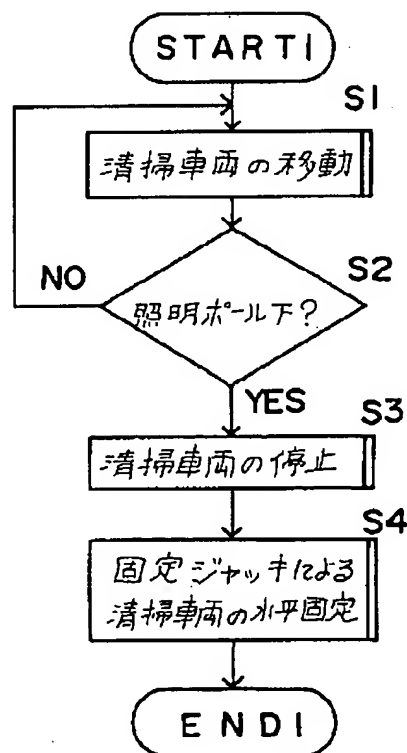 START1
S1
清掃車両の移動
S2
NO
照明ポール下?
YES
S3
清掃車両の停止
S4
固定ジャッキによる
清掃車両の水平固定
END1